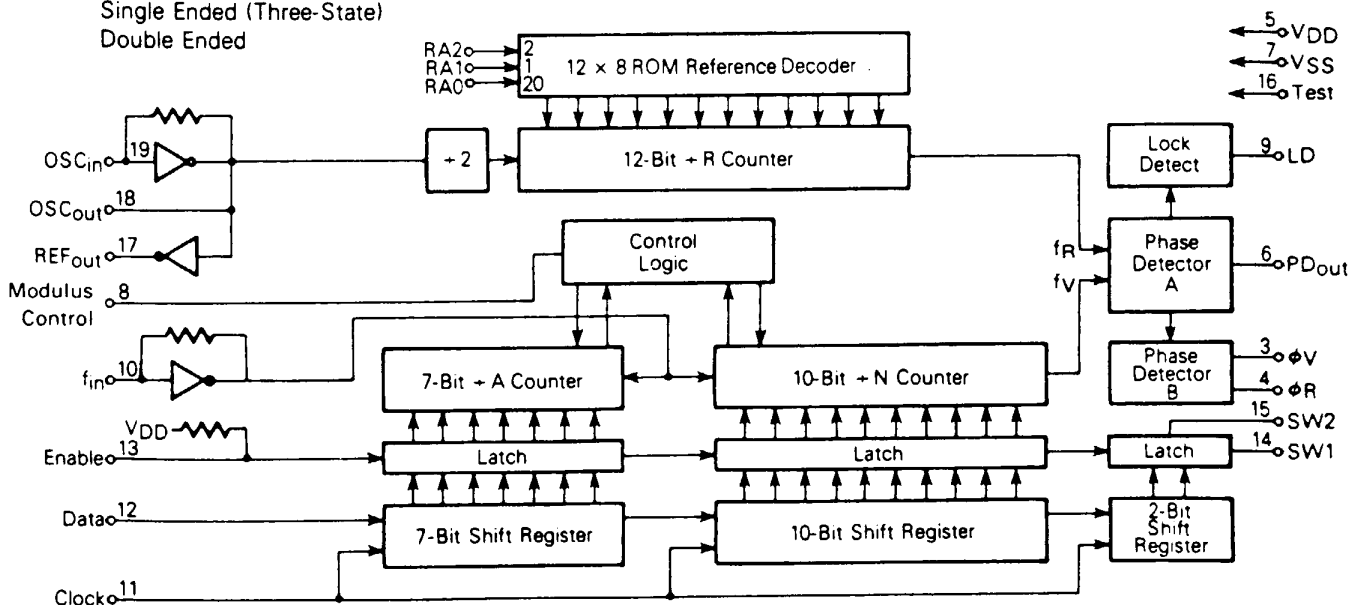 Single Ended (Three-State)
Double Ended
RA2 2
RA1 1
RA0 20
12 × 8 ROM Reference Decoder
5 VDD
7 VSS
16 Test
OSCin 19
÷ 2
12-Bit ÷ R Counter
Lock
Detect
9 LD
OSCout 18
REFout 17
Control
Logic
fR
fV
Phase
Detector
A
6 PDout
Modulus
Control
8
fin 10
7-Bit ÷ A Counter
10-Bit ÷ N Counter
Phase
Detector
B
3 ϕV
4 ϕR
15 SW2
VDD
Enable 13
Latch
Latch
Latch
14 SW1
Data 12
7-Bit Shift Register
10-Bit Shift Register
2-Bit
Shift
Register
Clock 11